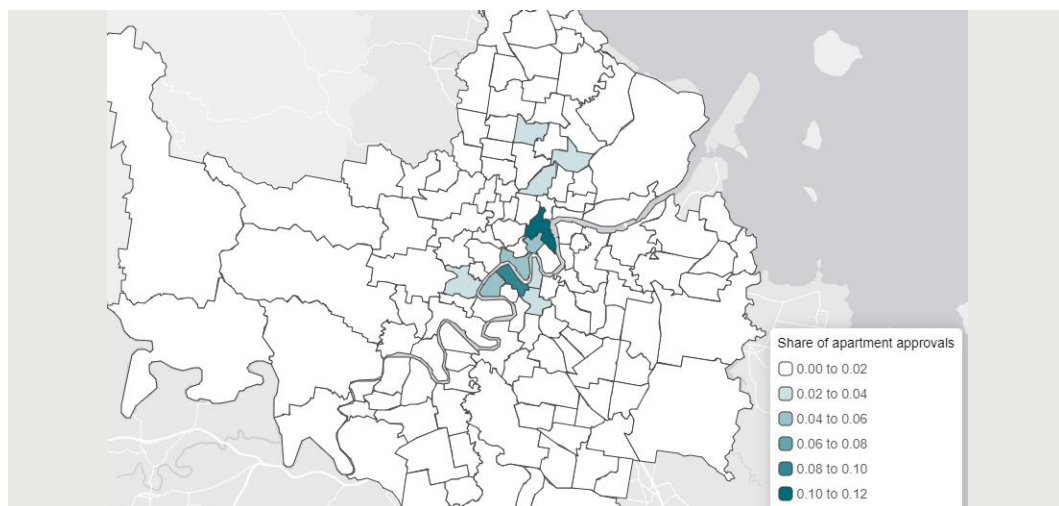 Share of apartment approvals
0.00 to 0.02
0.02 to 0.04
0.04 to 0.06
0.06 to 0.08
0.08 to 0.10
0.10 to 0.12